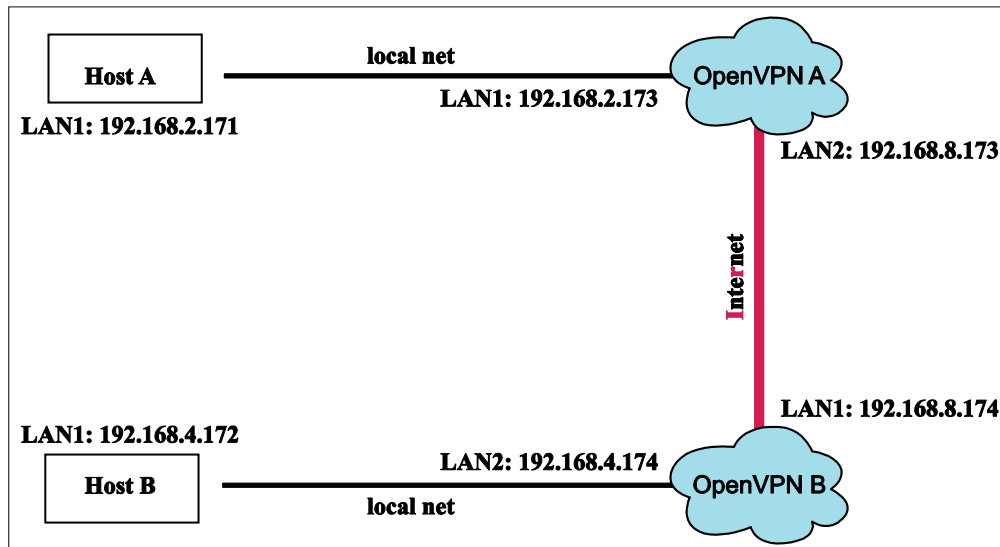 Host A
local net
OpenVPN A
LAN1: 192.168.2.173
LAN1: 192.168.2.171
LAN2: 192.168.8.173
Internet
LAN1: 192.168.8.174
LAN1: 192.168.4.172
LAN2: 192.168.4.174
Host B
OpenVPN B
local net